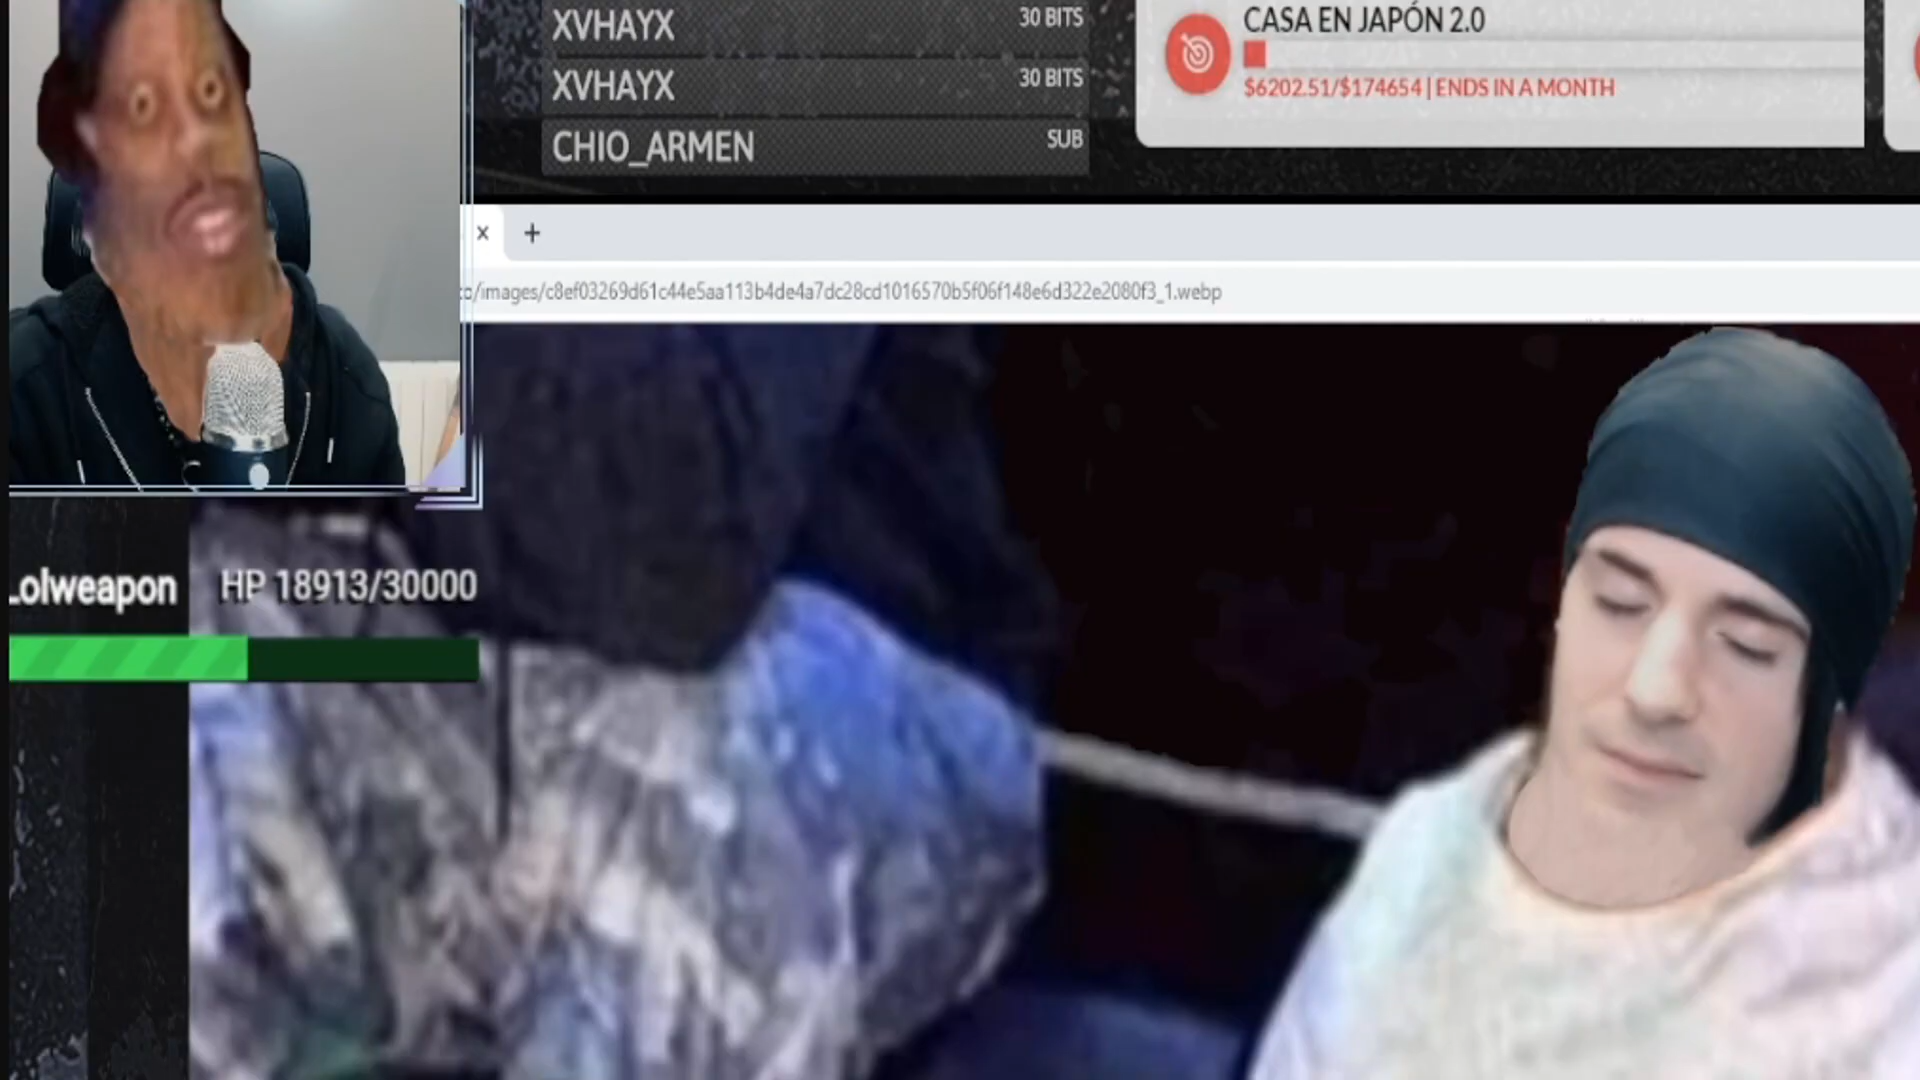 XVHAYX 30 BITS
XVHAYX 30 BITS
CHIO_ARMEN SUB
CASA EN JAPÓN 2.0
$6202.51/$174654 | ENDS IN A MONTH
/images/c8ef03269d61c44e5aa113b4de4a7dc28cd1016570b5f06f148e6d322e2080f3_1.webp
Lolweapon HP 18913/30000